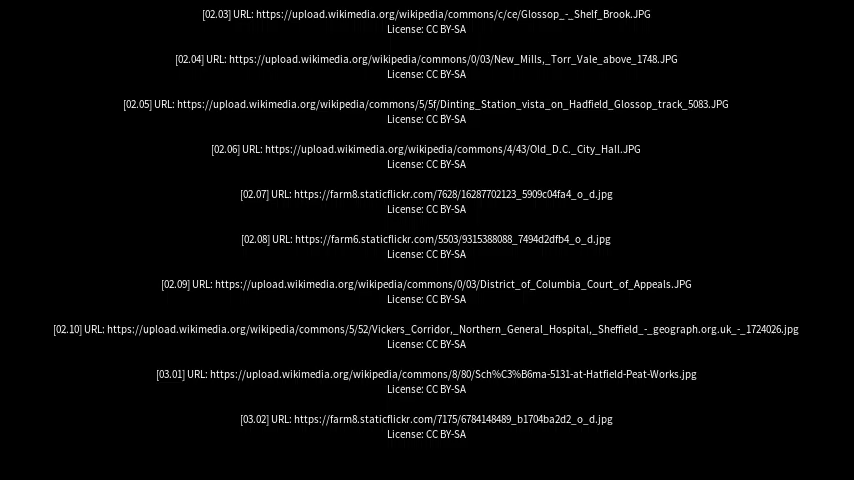 [02.03] URL: https://upload.wikimedia.org/wikipedia/commons/c/ce/Glossop_-_Shelf_Brook.JPG
License: CC BY-SA
[02.04] URL: https://upload.wikimedia.org/wikipedia/commons/0/03/New_Mills,_Torr_Vale_above_1748.JPG
License: CC BY-SA
[02.05] URL: https://upload.wikimedia.org/wikipedia/commons/5/5f/Dinting_Station_vista_on_Hadfield_Glossop_track_5083.JPG
License: CC BY-SA
[02.06] URL: https://upload.wikimedia.org/wikipedia/commons/4/43/Old_D.C._City_Hall.JPG
License: CC BY-SA
[02.07] URL: https://farm8.staticflickr.com/7628/16287702123_5909c04fa4_o_d.jpg
License: CC BY-SA
[02.08] URL: https://farm6.staticflickr.com/5503/9315388088_7494d2dfb4_o_d.jpg
License: CC BY-SA
[02.09] URL: https://upload.wikimedia.org/wikipedia/commons/0/03/District_of_Columbia_Court_of_Appeals.JPG
License: CC BY-SA
[02.10] URL: https://upload.wikimedia.org/wikipedia/commons/5/52/Vickers_Corridor,_Northern_General_Hospital,_Sheffield_-_geograph.org.uk_-_1724026.jpg
License: CC BY-SA
[03.01] URL: https://upload.wikimedia.org/wikipedia/commons/8/80/Sch%C3%B6ma-5131-at-Hatfield-Peat-Works.jpg
License: CC BY-SA
[03.02] URL: https://farm8.staticflickr.com/7175/6784148489_b1704ba2d2_o_d.jpg
License: CC BY-SA